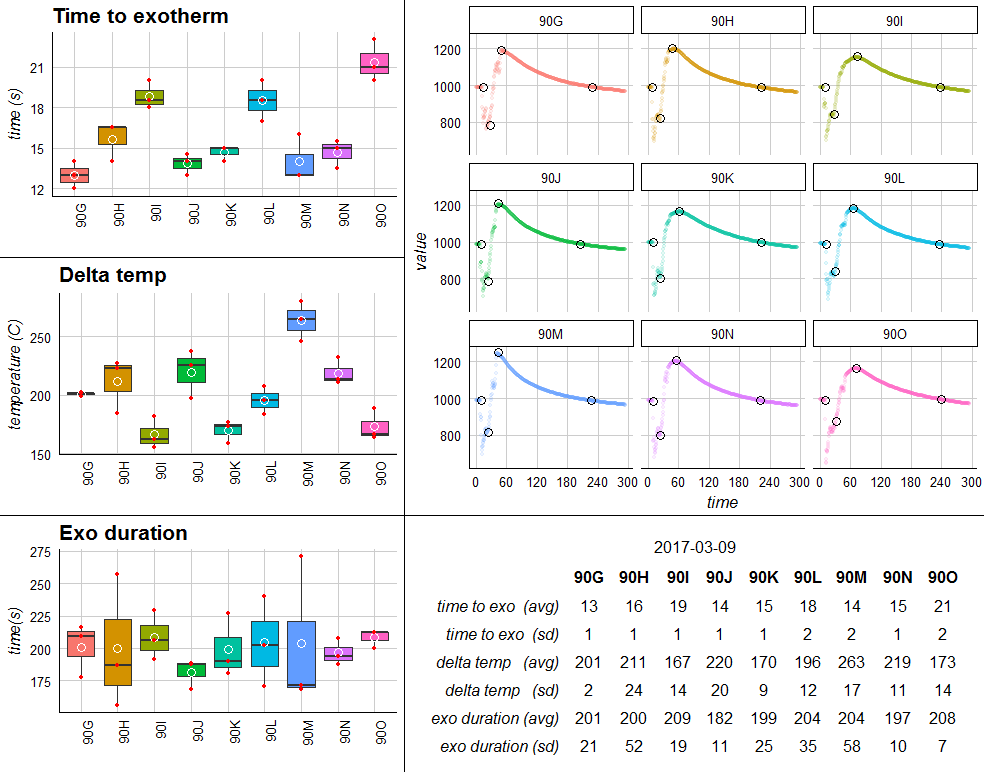 Time to exotherm
time (s)
21
18
15
12
90G 90H 90I 90J 90K 90L 90M 90N 90O
Delta temp
temperature (C)
250
200
150
90G 90H 90I 90J 90K 90L 90M 90N 90O
Exo duration
time(s)
275
250
225
200
175
90G 90H 90I 90J 90K 90L 90M 90N 90O
90G 90H 90I
1200
1000
800
90J 90K 90L
1200
1000
800
90M 90N 90O
1200
1000
800
value
0 60 120 180 240 300 0 60 120 180 240 300 0 60 120 180 240 300
time
2017-03-09
90G 90H 90I 90J 90K 90L 90M 90N 90O
time to exo (avg) 13 16 19 14 15 18 14 15 21
time to exo (sd) 1 1 1 1 1 2 2 1 2
delta temp (avg) 201 211 167 220 170 196 263 219 173
delta temp (sd) 2 24 14 20 9 12 17 11 14
exo duration (avg) 201 200 209 182 199 204 204 197 208
exo duration (sd) 21 52 19 11 25 35 58 10 7